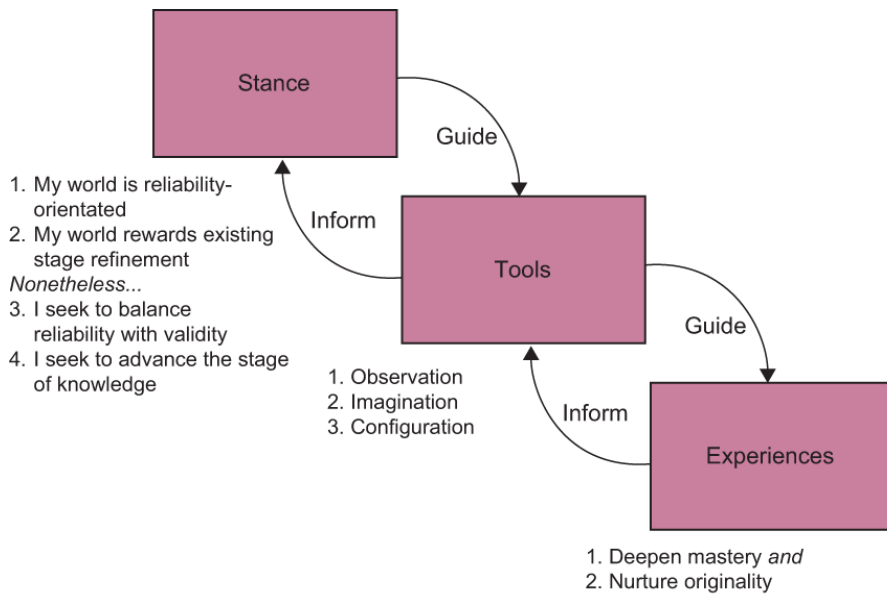 Stance
Guide
1. My world is reliability-
orientated
2. My world rewards existing
stage refinement
Nonetheless...
3. I seek to balance
reliability with validity
4. I seek to advance the stage
of knowledge
Inform
Tools
Guide
1. Observation
2. Imagination
3. Configuration
Inform
Experiences
1. Deepen mastery and
2. Nurture originality